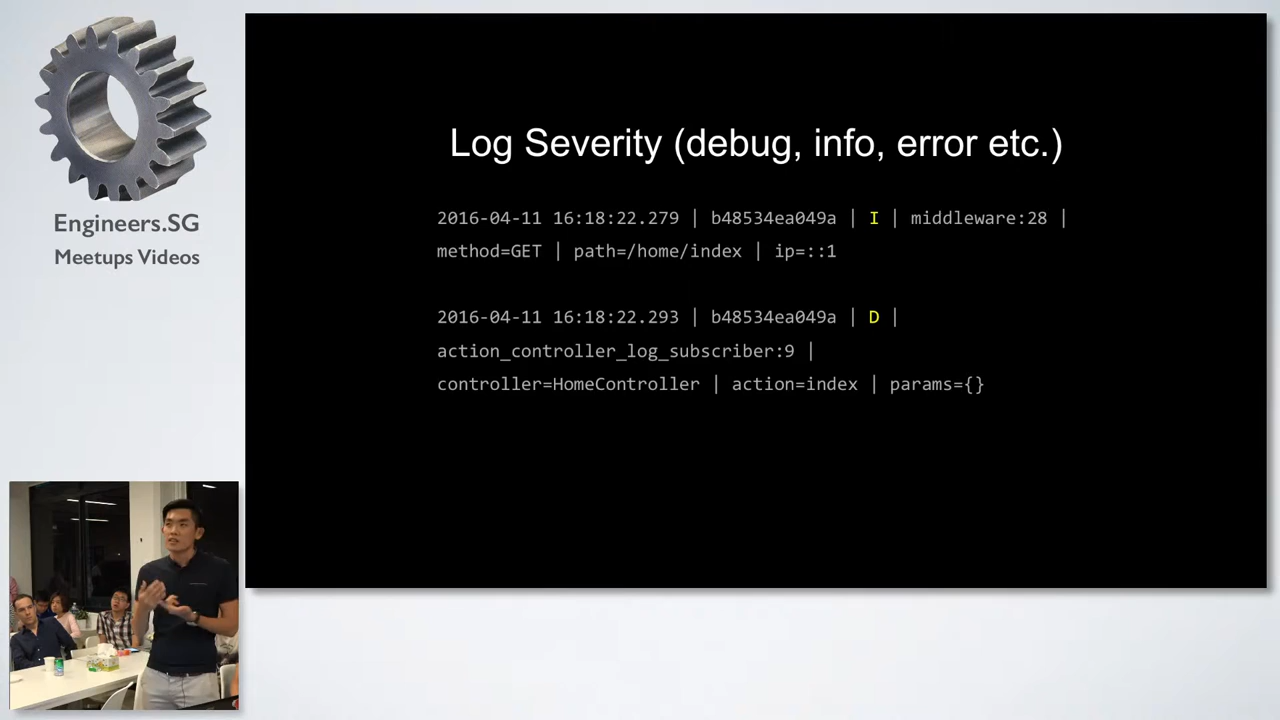 Engineers.SG
Meetups Videos
Log Severity (debug, info, error etc.)
2016-04-11 16:18:22.279 | b48534ea049a | I | middleware:28 |
method=GET | path=/home/index | ip=::1
2016-04-11 16:18:22.293 | b48534ea049a | D |
action_controller_log_subscriber:9 |
controller=HomeController | action=index | params={}